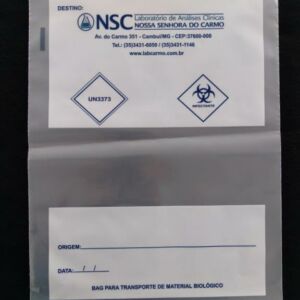 DESTINO:
NSC Laboratório de Análises Clínicas
NOSSA SENHORA DO CARMO
Av. do Carmo 351 - Cambuí/MG - CEP:37600-000
Tel.: (35)3431-6050 / (35)3431-1146
www.labcarmo.com.br
UN3373
INFECTANTE
ORIGEM:
DATA: / /
BAG PARA TRANSPORTE DE MATERIAL BIOLÓGICO